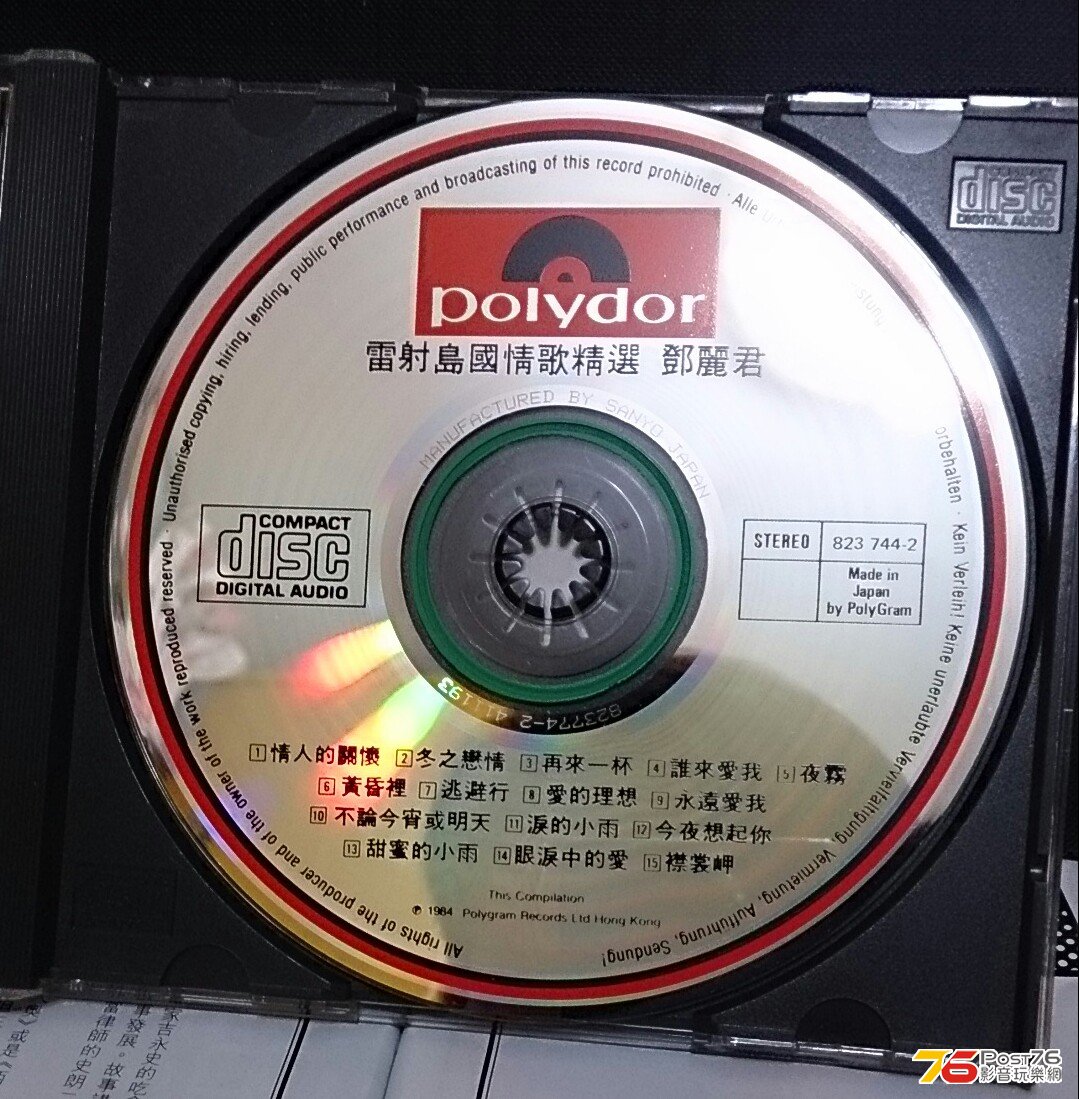 Unauthorised copying, hiring, lending, public performance and broadcasting of this record prohibited · Alle
orbehalten · Kein Verleih! Keine unerlaubte Vervielfältigung, Vermietung, Aufführung, Sendung!
All rights of the producer and of the owner of the work reproduced reserved ·
polydor
雷射島國情歌精選 鄧麗君
MANUFACTURED BY SANYO JAPAN
COMPACT
disc
DIGITAL AUDIO
STEREO 823 744-2
Made in
Japan
by PolyGram
823774-2 411193
1 情人的關懷 2 冬之戀情 3 再來一杯 4 誰來愛我 5 夜霧
6 黃昏裡 7 逃避行 8 愛的理想 9 永遠愛我
10 不論今宵或明天 11 淚的小雨 12 今夜想起你
13 甜蜜的小雨 14 眼淚中的愛 15 襟裳岬
This Compilation
℗ 1984 Polygram Records Ltd Hong Kong
COMPACT
disc
DIGITAL AUDIO
Post76
影音玩樂網